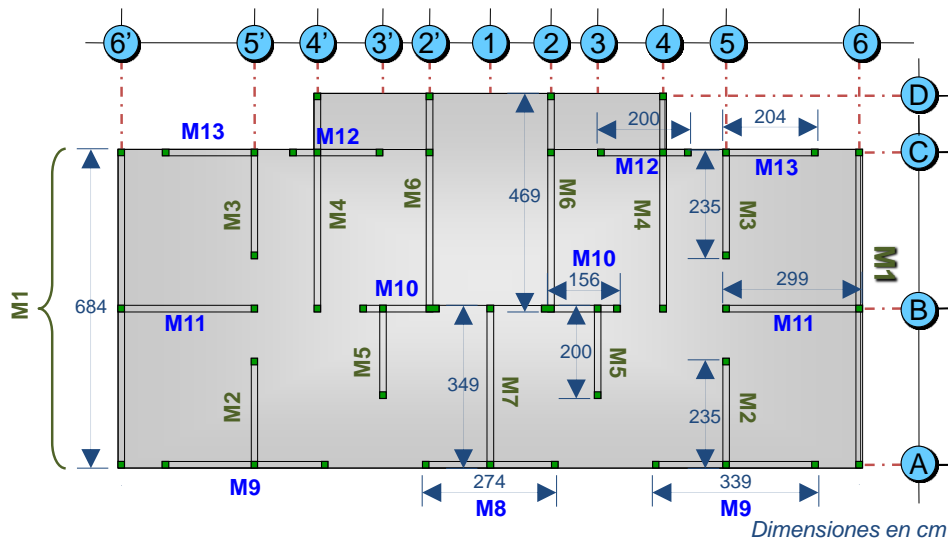 6' 5' 4' 3' 2' 1 2 3 4 5 6
D
M13 M12 200 204
C
M12 M13
M3 M4 M6 469 M6 M4 235 M3
M1 684
M10 M10 156 299 M1
B
M11 M11
M5 200 M5
M2 349 M7 235 M2
A
M9 274 339
M8 M9
Dimensiones en cm